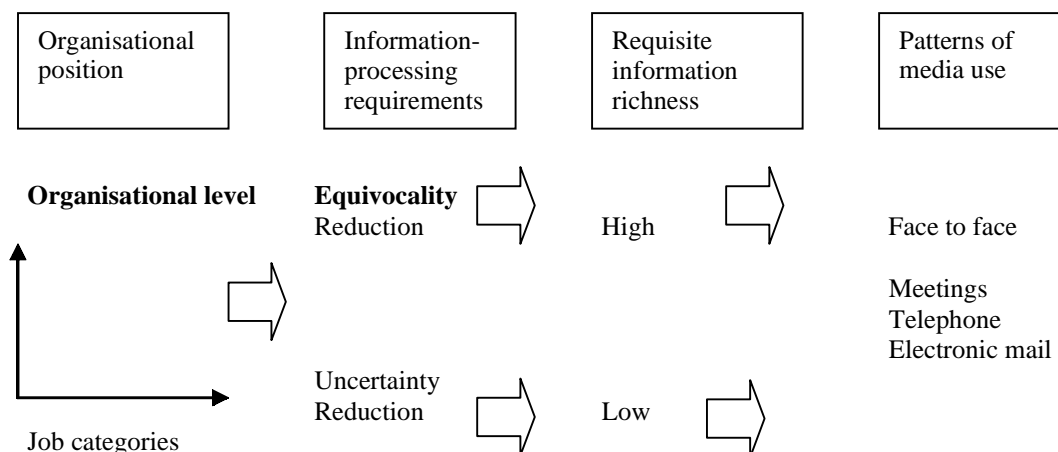 Organisational
position
Information-
processing
requirements
Requisite
information
richness
Patterns of
media use
Organisational level
Equivocality
Reduction
High
Face to face
Meetings
Telephone
Electronic mail
Uncertainty
Reduction
Low
Job categories